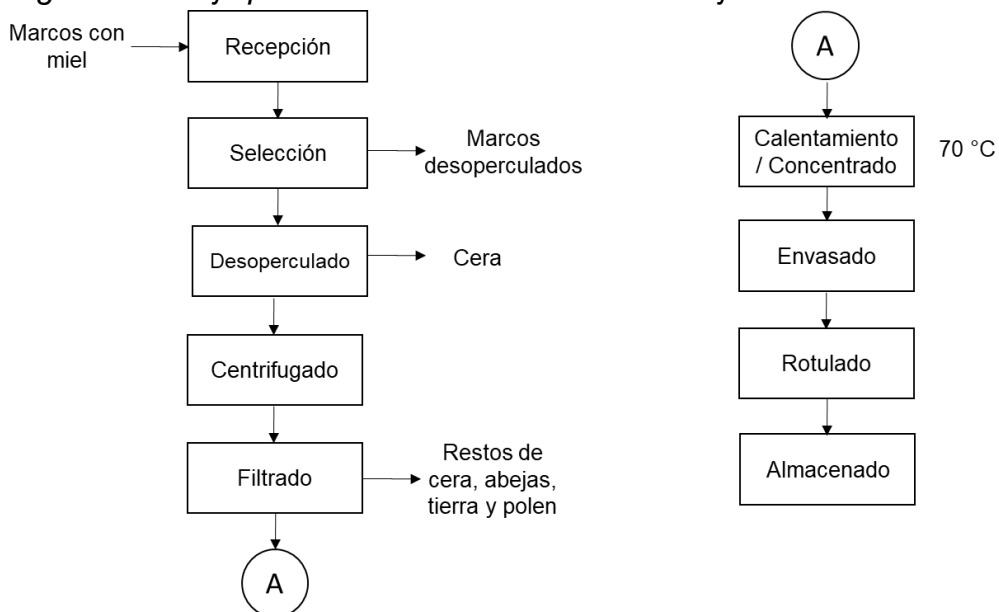 Marcos con
miel
Recepción
Selección
Marcos
desoperculados
Desoperculado
Cera
Centrifugado
Filtrado
Restos de
cera, abejas,
tierra y polen
A
A
Calentamiento
/ Concentrado
70 °C
Envasado
Rotulado
Almacenado